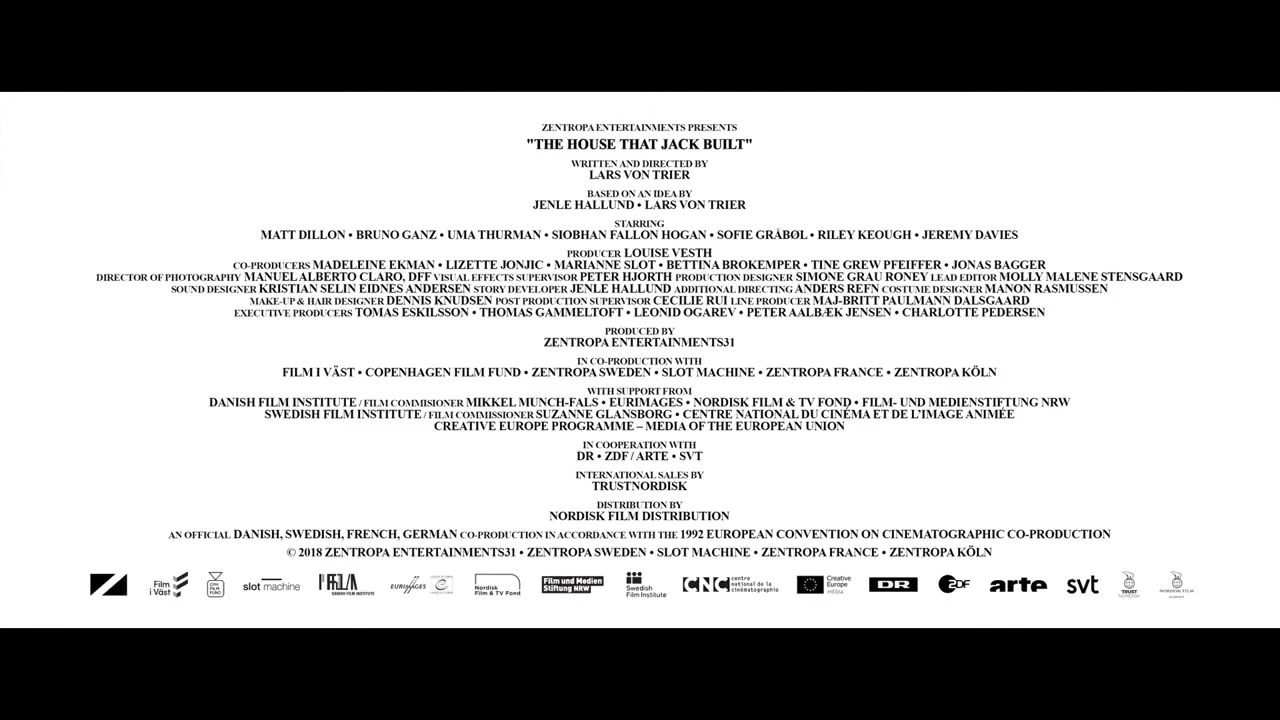 ZENTROPA ENTERTAINMENTS PRESENTS
"THE HOUSE THAT JACK BUILT"
WRITTEN AND DIRECTED BY
LARS VON TRIER
BASED ON AN IDEA BY
JENLE HALLUND • LARS VON TRIER
STARRING
MATT DILLON • BRUNO GANZ • UMA THURMAN • SIOBHAN FALLON HOGAN • SOFIE GRÅBØL • RILEY KEOUGH • JEREMY DAVIES
PRODUCER LOUISE VESTH
CO-PRODUCERS MADELEINE EKMAN • LIZETTE JONJIC • MARIANNE SLOT • BETTINA BROKEMPER • TINE GREW PFEIFFER • JONAS BAGGER
DIRECTOR OF PHOTOGRAPHY MANUEL ALBERTO CLARO, DFF VISUAL EFFECTS SUPERVISOR PETER HJORTH PRODUCTION DESIGNER SIMONE GRAU RONEY LEAD EDITOR MOLLY MALENE STENSGAARD
SOUND DESIGNER KRISTIAN SELIN EIDNES ANDERSEN STORY DEVELOPER JENLE HALLUND ADDITIONAL DIRECTING ANDERS REFN COSTUME DESIGNER MANON RASMUSSEN
MAKE-UP & HAIR DESIGNER DENNIS KNUDSEN POST PRODUCTION SUPERVISOR CECILIE RUI LINE PRODUCER MAJ-BRITT PAULMANN DALSGAARD
EXECUTIVE PRODUCERS TOMAS ESKILSSON • THOMAS GAMMELTOFT • LEONID OGAREV • PETER AALBÆK JENSEN • CHARLOTTE PEDERSEN
PRODUCED BY
ZENTROPA ENTERTAINMENTS31
IN CO-PRODUCTION WITH
FILM I VÄST • COPENHAGEN FILM FUND • ZENTROPA SWEDEN • SLOT MACHINE • ZENTROPA FRANCE • ZENTROPA KÖLN
WITH SUPPORT FROM
DANISH FILM INSTITUTE / FILM COMMISIONER MIKKEL MUNCH-FALS • EURIMAGES • NORDISK FILM & TV FOND • FILM- UND MEDIENSTIFTUNG NRW
SWEDISH FILM INSTITUTE / FILM COMMISSIONER SUZANNE GLANSBORG • CENTRE NATIONAL DU CINÉMA ET DE L'IMAGE ANIMÉE
CREATIVE EUROPE PROGRAMME – MEDIA OF THE EUROPEAN UNION
IN COOPERATION WITH
DR • ZDF / ARTE • SVT
INTERNATIONAL SALES BY
TRUSTNORDISK
DISTRIBUTION BY
NORDISK FILM DISTRIBUTION
AN OFFICIAL DANISH, SWEDISH, FRENCH, GERMAN CO-PRODUCTION IN ACCORDANCE WITH THE 1992 EUROPEAN CONVENTION ON CINEMATOGRAPHIC CO-PRODUCTION
© 2018 ZENTROPA ENTERTAINMENTS31 • ZENTROPA SWEDEN • SLOT MACHINE • ZENTROPA FRANCE • ZENTROPA KÖLN
Film i Väst
CPH FILM FUND
slot machine
DANISH FILM INSTITUTE
EURIMAGES
Nordisk Film & TV Fond
Film und Medien Stiftung NRW
Swedish Film Institute
CNC centre national de la cinématographie
Creative Europe MEDIA
DR
ZDF
arte
svt
TRUST NORDISK
NORDISK FILM